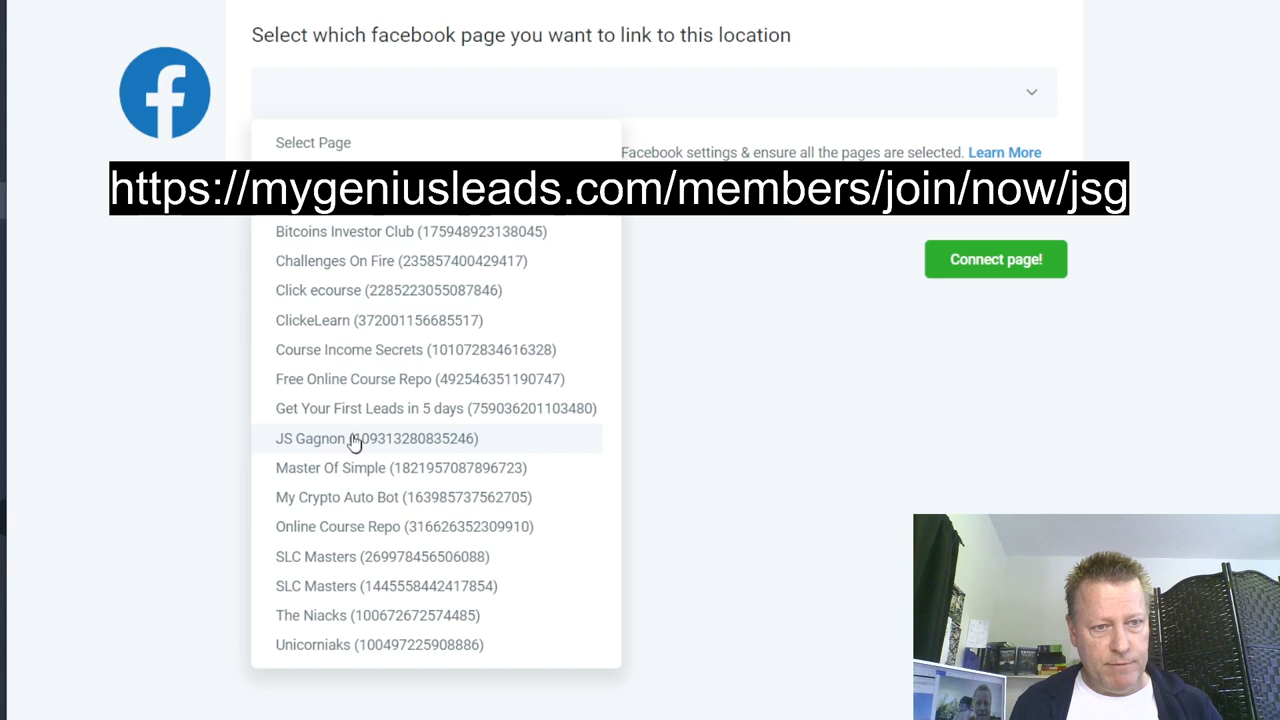 Select which facebook page you want to link to this location
Select Page
Facebook settings & ensure all the pages are selected. Learn More
https://mygeniusleads.com/members/join/now/jsg
Bitcoins Investor Club (175948923138045)
Connect page!
Challenges On Fire (235857400429417)
Click ecourse (2285223055087846)
ClickeLearn (372001156685517)
Course Income Secrets (101072834616328)
Free Online Course Repo (492546351190747)
Get Your First Leads in 5 days (759036201103480)
JS Gagnon
Master Of Simple (1821957087896723)
My Crypto Auto Bot (163985737562705)
Online Course Repo (316626352309910)
SLC Masters (269978456506088)
SLC Masters (1445558442417854)
The Niacks (100672672574485)
Unicorniaks (100497225908886)